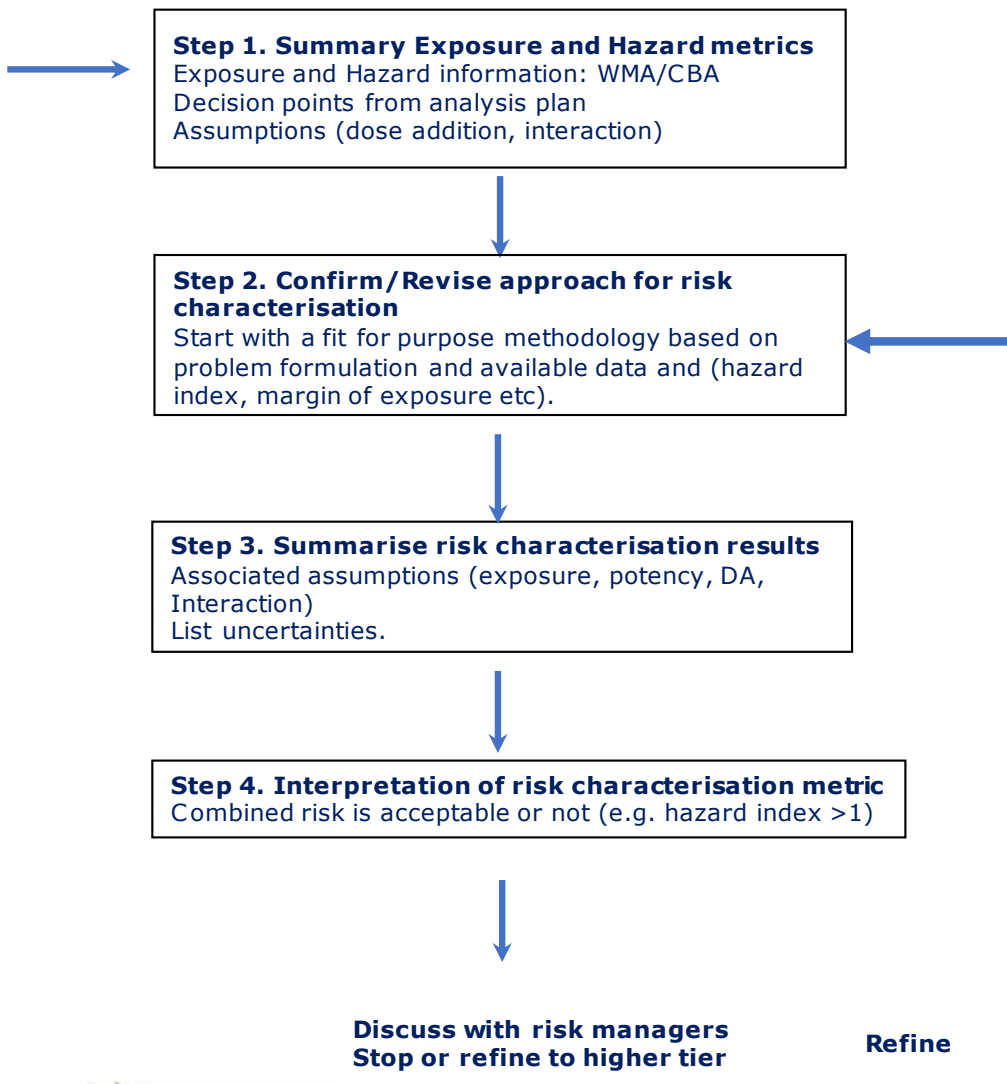 Step 1. Summary Exposure and Hazard metrics
Exposure and Hazard information: WMA/CBA
Decision points from analysis plan
Assumptions (dose addition, interaction)
Step 2. Confirm/Revise approach for risk
characterisation
Start with a fit for purpose methodology based on
problem formulation and available data and (hazard
index, margin of exposure etc).
Step 3. Summarise risk characterisation results
Associated assumptions (exposure, potency, DA,
Interaction)
List uncertainties.
Step 4. Interpretation of risk characterisation metric
Combined risk is acceptable or not (e.g. hazard index >1)
Discuss with risk managers
Stop or refine to higher tier
Refine